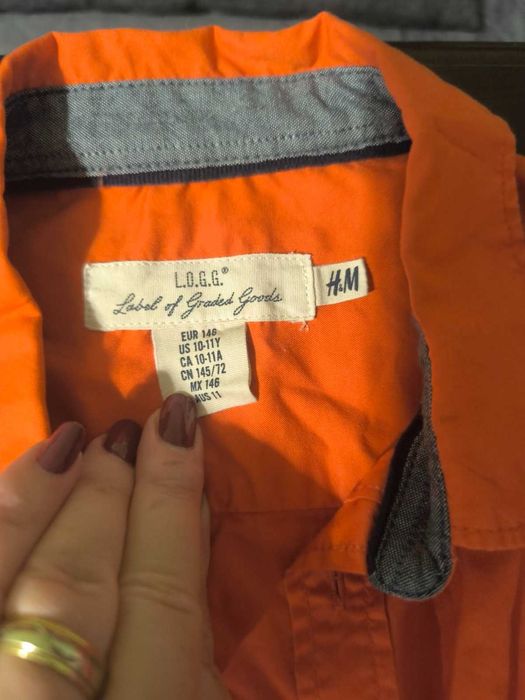 L.O.G.G.®
Label of Graded Goods
H&M
EUR 146
US 10-11Y
CA 10-11A
CN 145/72
MX 146
AUS 11